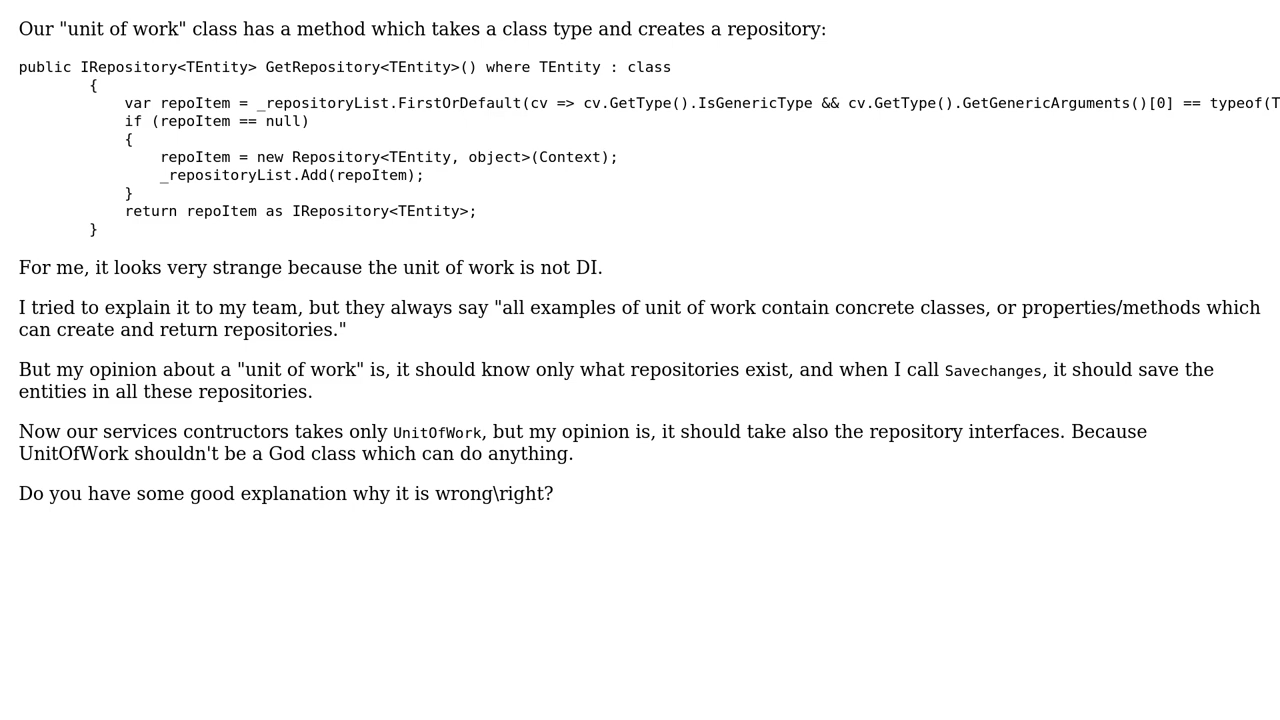 Our "unit of work" class has a method which takes a class type and creates a repository:
public IRepository<TEntity> GetRepository<TEntity>() where TEntity : class
{
var repoItem = _repositoryList.FirstOrDefault(cv => cv.GetType().IsGenericType && cv.GetType().GetGenericArguments()[0] == typeof(T
if (repoItem == null)
{
repoItem = new Repository<TEntity, object>(Context);
_repositoryList.Add(repoItem);
}
return repoItem as IRepository<TEntity>;
}
For me, it looks very strange because the unit of work is not DI.
I tried to explain it to my team, but they always say "all examples of unit of work contain concrete classes, or properties/methods which
can create and return repositories."
But my opinion about a "unit of work" is, it should know only what repositories exist, and when I call Savechanges, it should save the
entities in all these repositories.
Now our services contructors takes only UnitOfWork, but my opinion is, it should take also the repository interfaces. Because
UnitOfWork shouldn't be a God class which can do anything.
Do you have some good explanation why it is wrong\right?